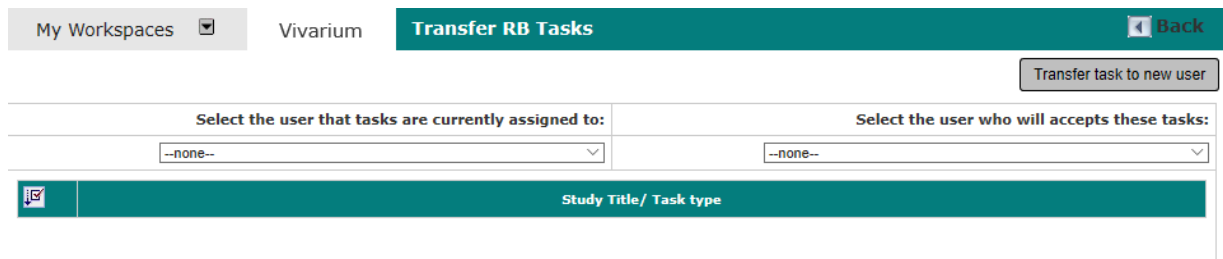 My Workspaces Vivarium Transfer RB Tasks Back
Transfer task to new user
Select the user that tasks are currently assigned to: Select the user who will accepts these tasks:
--none-- --none--
Study Title/ Task type